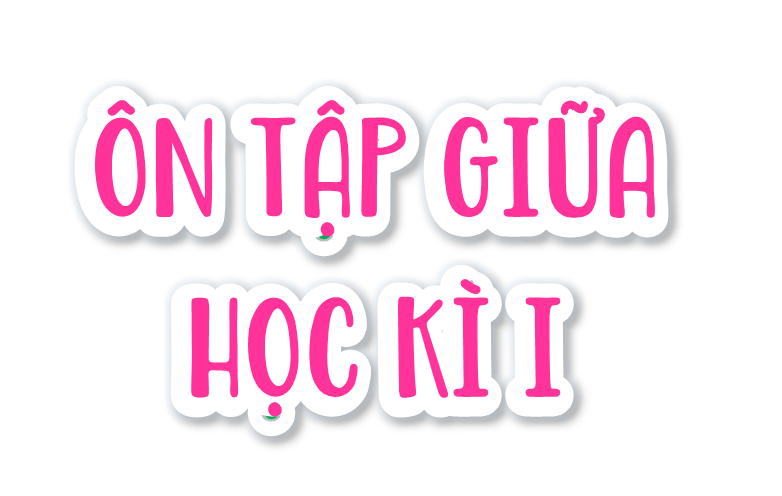 ÔN TẬP GIỮA
HỌC KÌ I